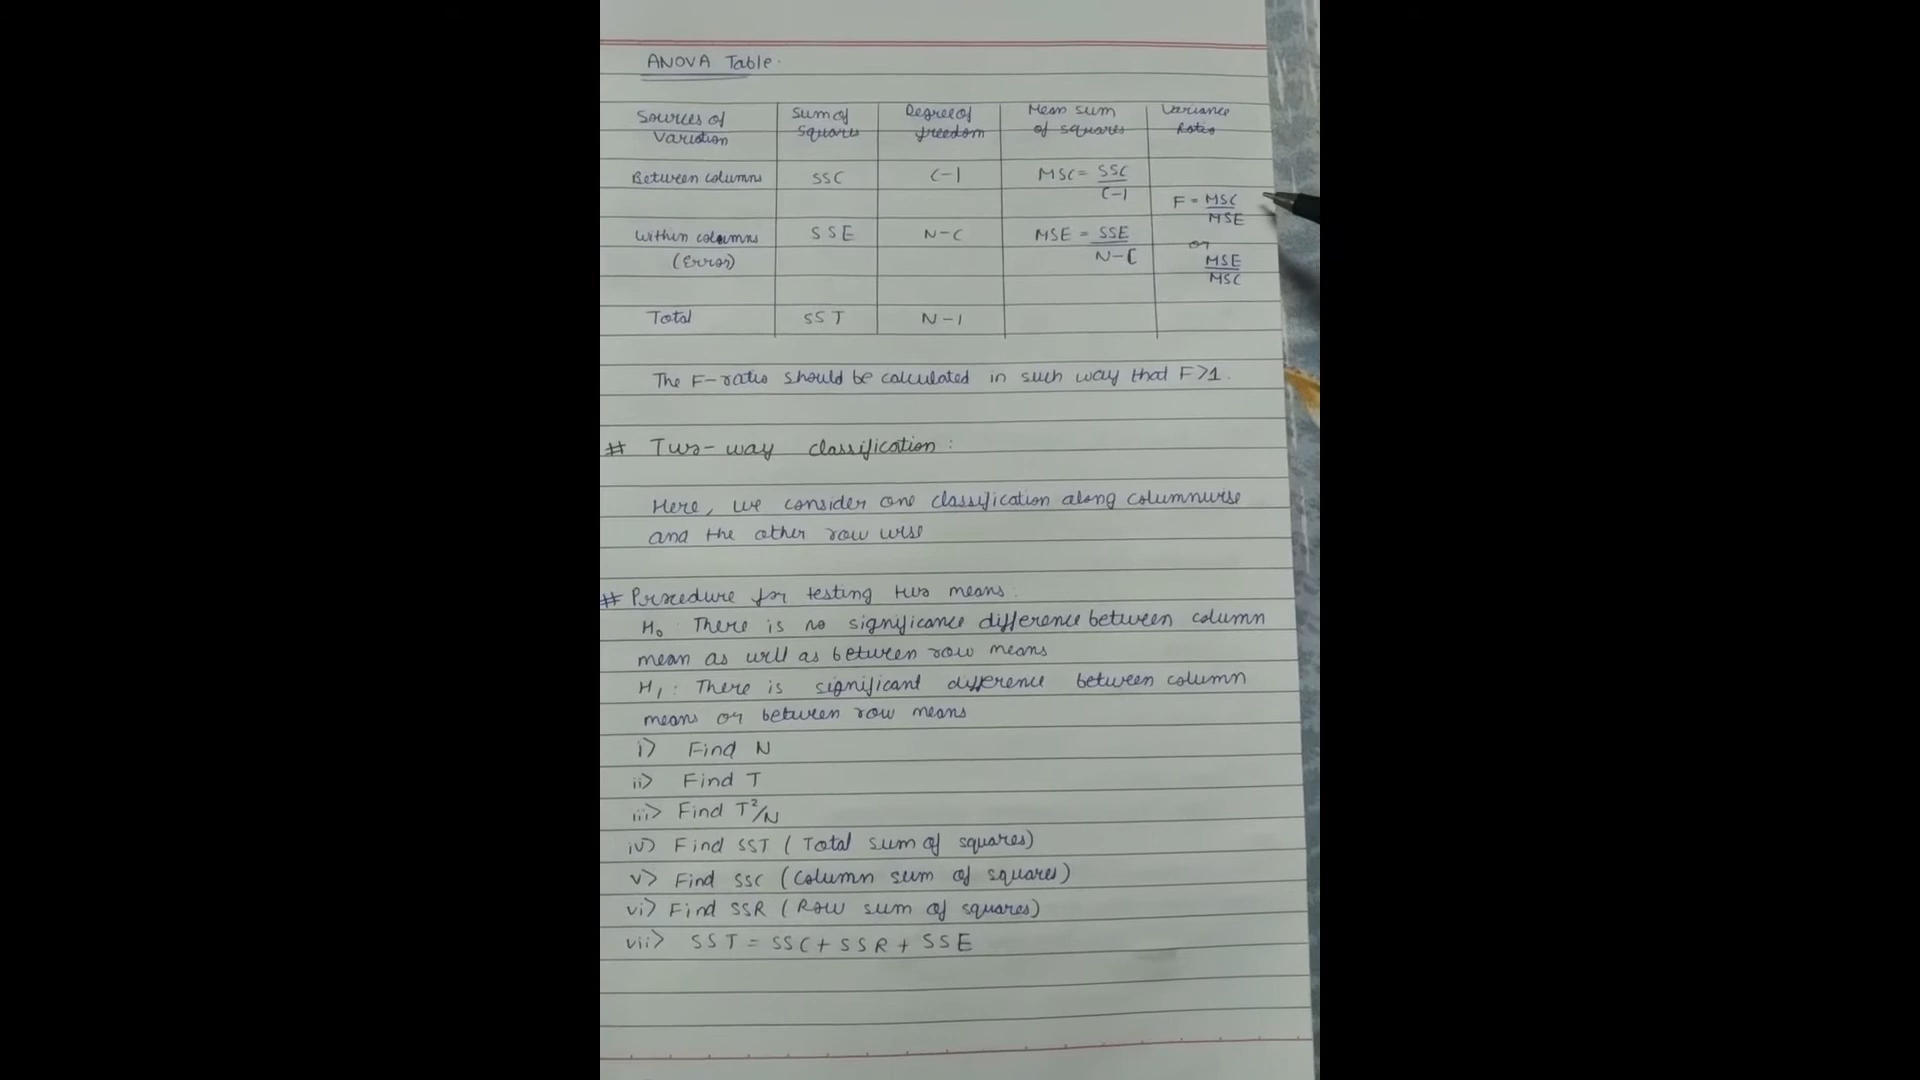 ANOVA Table.
Sources of Variation | Sum of Squares | Degree of freedom | Mean sum of squares | Variance Ratio
Between columns | SSC | C-1 | MSC = SSC/C-1 | F = MSC/MSE
Within columns (Error) | SSE | N-C | MSE = SSE/N-C | or MSE/MSC
Total | SST | N-1
The F-ratio should be calculated in such way that F>1.
# Two-way classification:
Here, we consider one classification along columnwise
and the other row wise
# Procedure for testing two means:
H₀: There is no significance difference between column
mean as well as between row means
H₁: There is significant difference between column
means or between row means
i> Find N
ii> Find T
iii> Find T²/N
iv> Find SST (Total sum of squares)
v> Find SSC (Column sum of squares)
vi> Find SSR (Row sum of squares)
vii> SST = SSC + SSR + SSE